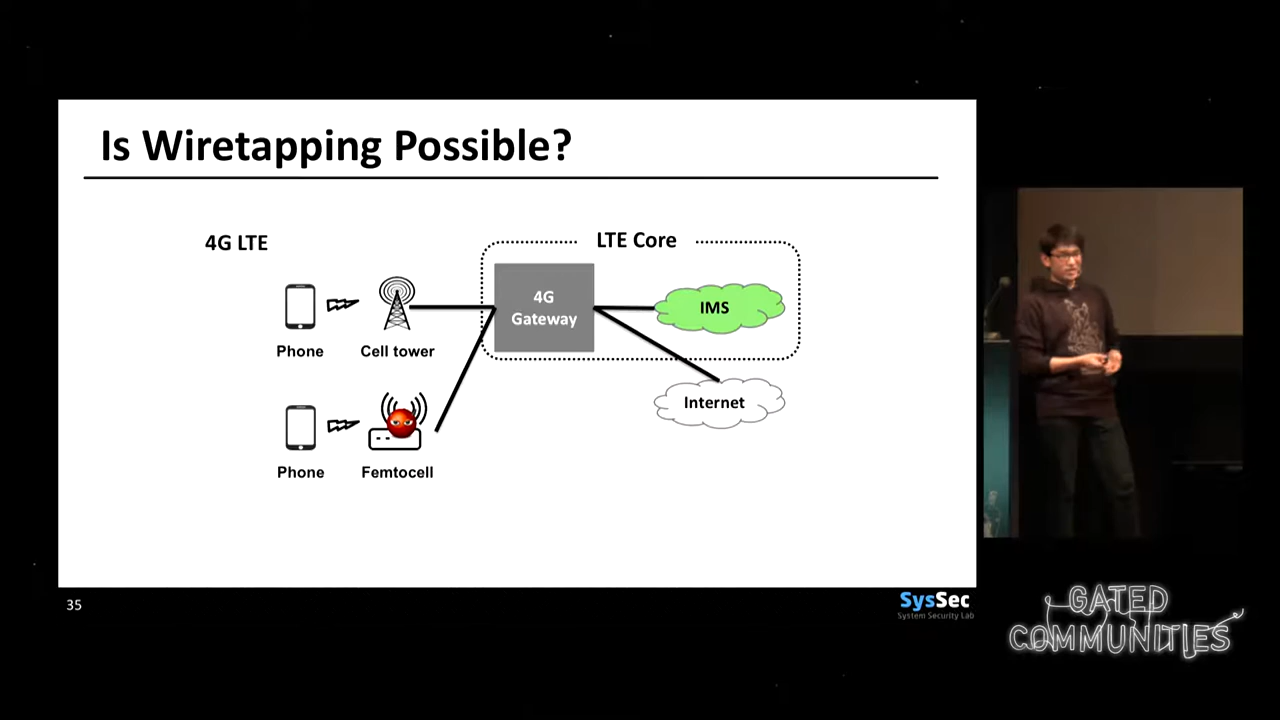 Is Wiretapping Possible?
4G LTE
LTE Core
4G
Gateway
IMS
Phone
Cell tower
Internet
Phone
Femtocell
35
SysSec
System Security Lab
GATED
COMMUNITIES